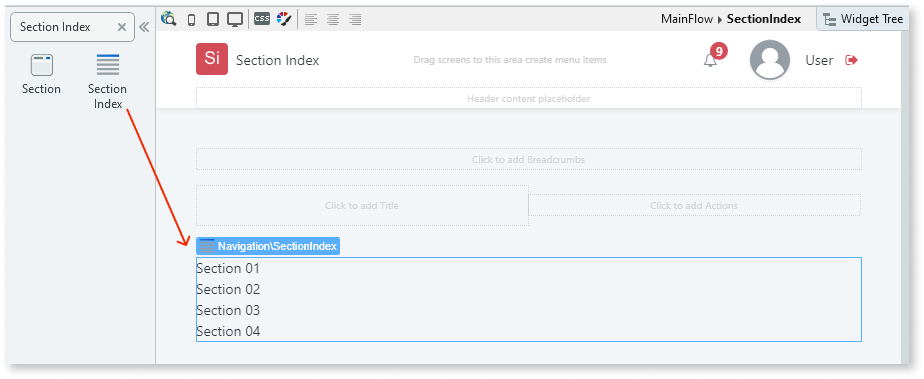 Section Index
CSS
MainFlow SectionIndex
Widget Tree
Section
Section
Index
Si Section Index
Drag screens to this area create menu items
9
User
Header content placeholder
Click to add Breadcrumbs
Click to add Title
Click to add Actions
Navigation\SectionIndex
Section 01
Section 02
Section 03
Section 04